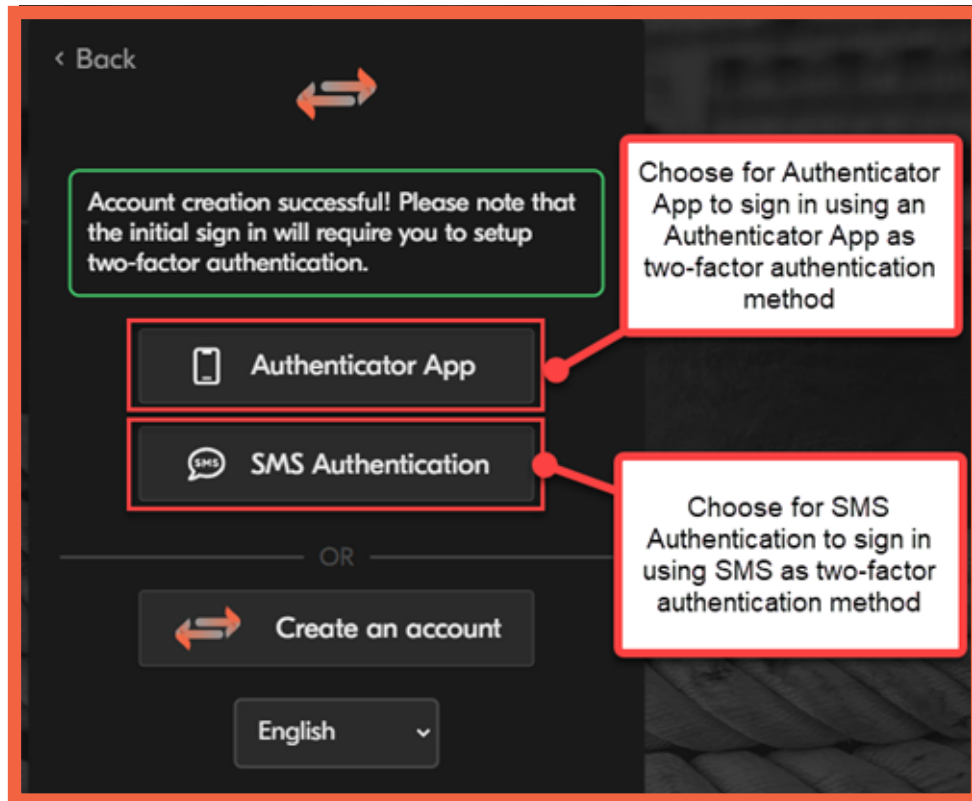 < Back
Account creation successful! Please note that
the initial sign in will require you to setup
two-factor authentication.
Authenticator App
SMS
SMS Authentication
OR
Create an account
English
Choose for Authenticator
App to sign in using an
Authenticator App as
two-factor authentication
method
Choose for SMS
Authentication to sign in
using SMS as two-factor
authentication method